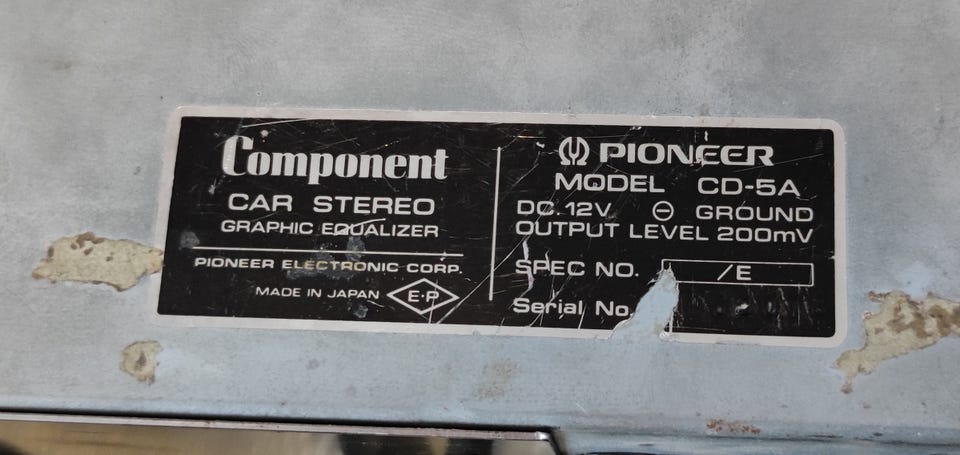 Component
CAR STEREO
GRAPHIC EQUALIZER
PIONEER ELECTRONIC CORP.
MADE IN JAPAN E·P
PIONEER
MODEL CD-5A
DC.12V ⊖ GROUND
OUTPUT LEVEL 200mV
SPEC NO. /E
Serial No.